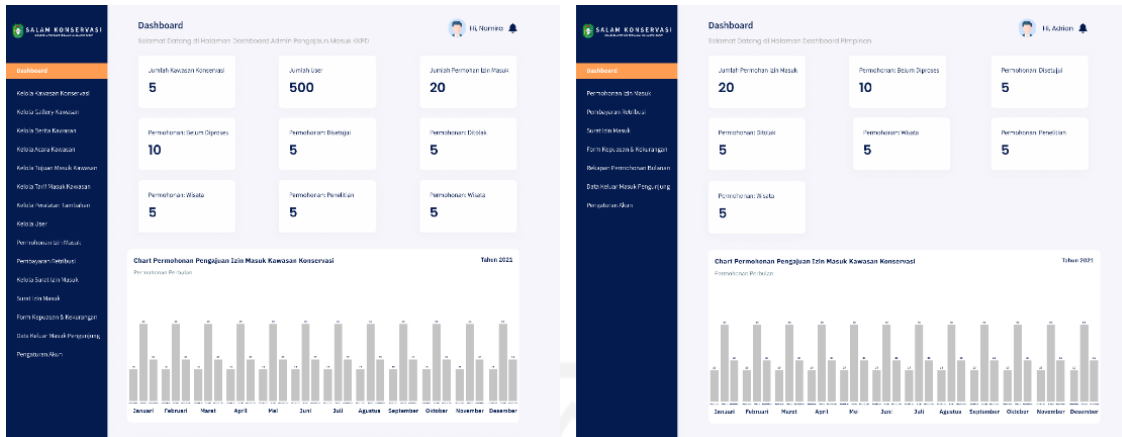 SALAM KONSERVASI
Dashboard
Kelola Kawasan Konservasi
Kelola Gallery Kawasan
Kelola Berita Kawasan
Kelola Acara Kawasan
Kelola Tujuan Masuk Kawasan
Kelola Tarif Masuk Kawasan
Kelola Peralatan Tambahan
Kelola User
Permohonan Izin Masuk
Pembayaran Retribusi
Kelola Surat Izin Masuk
Surat Izin Masuk
Form Kepuasan & Kekurangan
Data Keluar Masuk Pengunjung
Pengaturan Akun
Dashboard
Selamat Datang di Halaman Dashboard Admin Pengajuan Masuk KKPD
Hi, Namira
Jumlah Kawasan Konservasi
5
Jumlah User
500
Jumlah Permohan Izin Masuk
20
Permohonan: Belum Diproses
10
Permohonan: Disetujui
5
Permohonan: Ditolak
5
Permohonan: Wisata
5
Permohonan: Penelitian
5
Permohonan: Wisata
5
Chart Permohonan Pengajuan Izin Masuk Kawasan Konservasi
Tahun 2021
Permohonan Perbulan
Januari Februari Maret April Mei Juni Juli Agustus September Oktober November Desember
SALAM KONSERVASI
Dashboard
Permohonan Izin Masuk
Pembayaran Retribusi
Surat Izin Masuk
Form Kepuasan & Kekurangan
Rekapan Permohonan Bulanan
Data Keluar Masuk Pengunjung
Pengaturan Akun
Dashboard
Selamat Datang di Halaman Dashboard Pimpinan
Hi, Adrian
Jumlah Permohan Izin Masuk
20
Permohonan: Belum Diproses
10
Permohonan: Disetujui
5
Permohonan: Ditolak
5
Permohonan: Wisata
5
Permohonan: Penelitian
5
Permohonan: Wisata
5
Chart Permohonan Pengajuan Izin Masuk Kawasan Konservasi
Tahun 2021
Permohonan Perbulan
Januari Februari Maret April Mei Juni Juli Agustus September Oktober November Desember